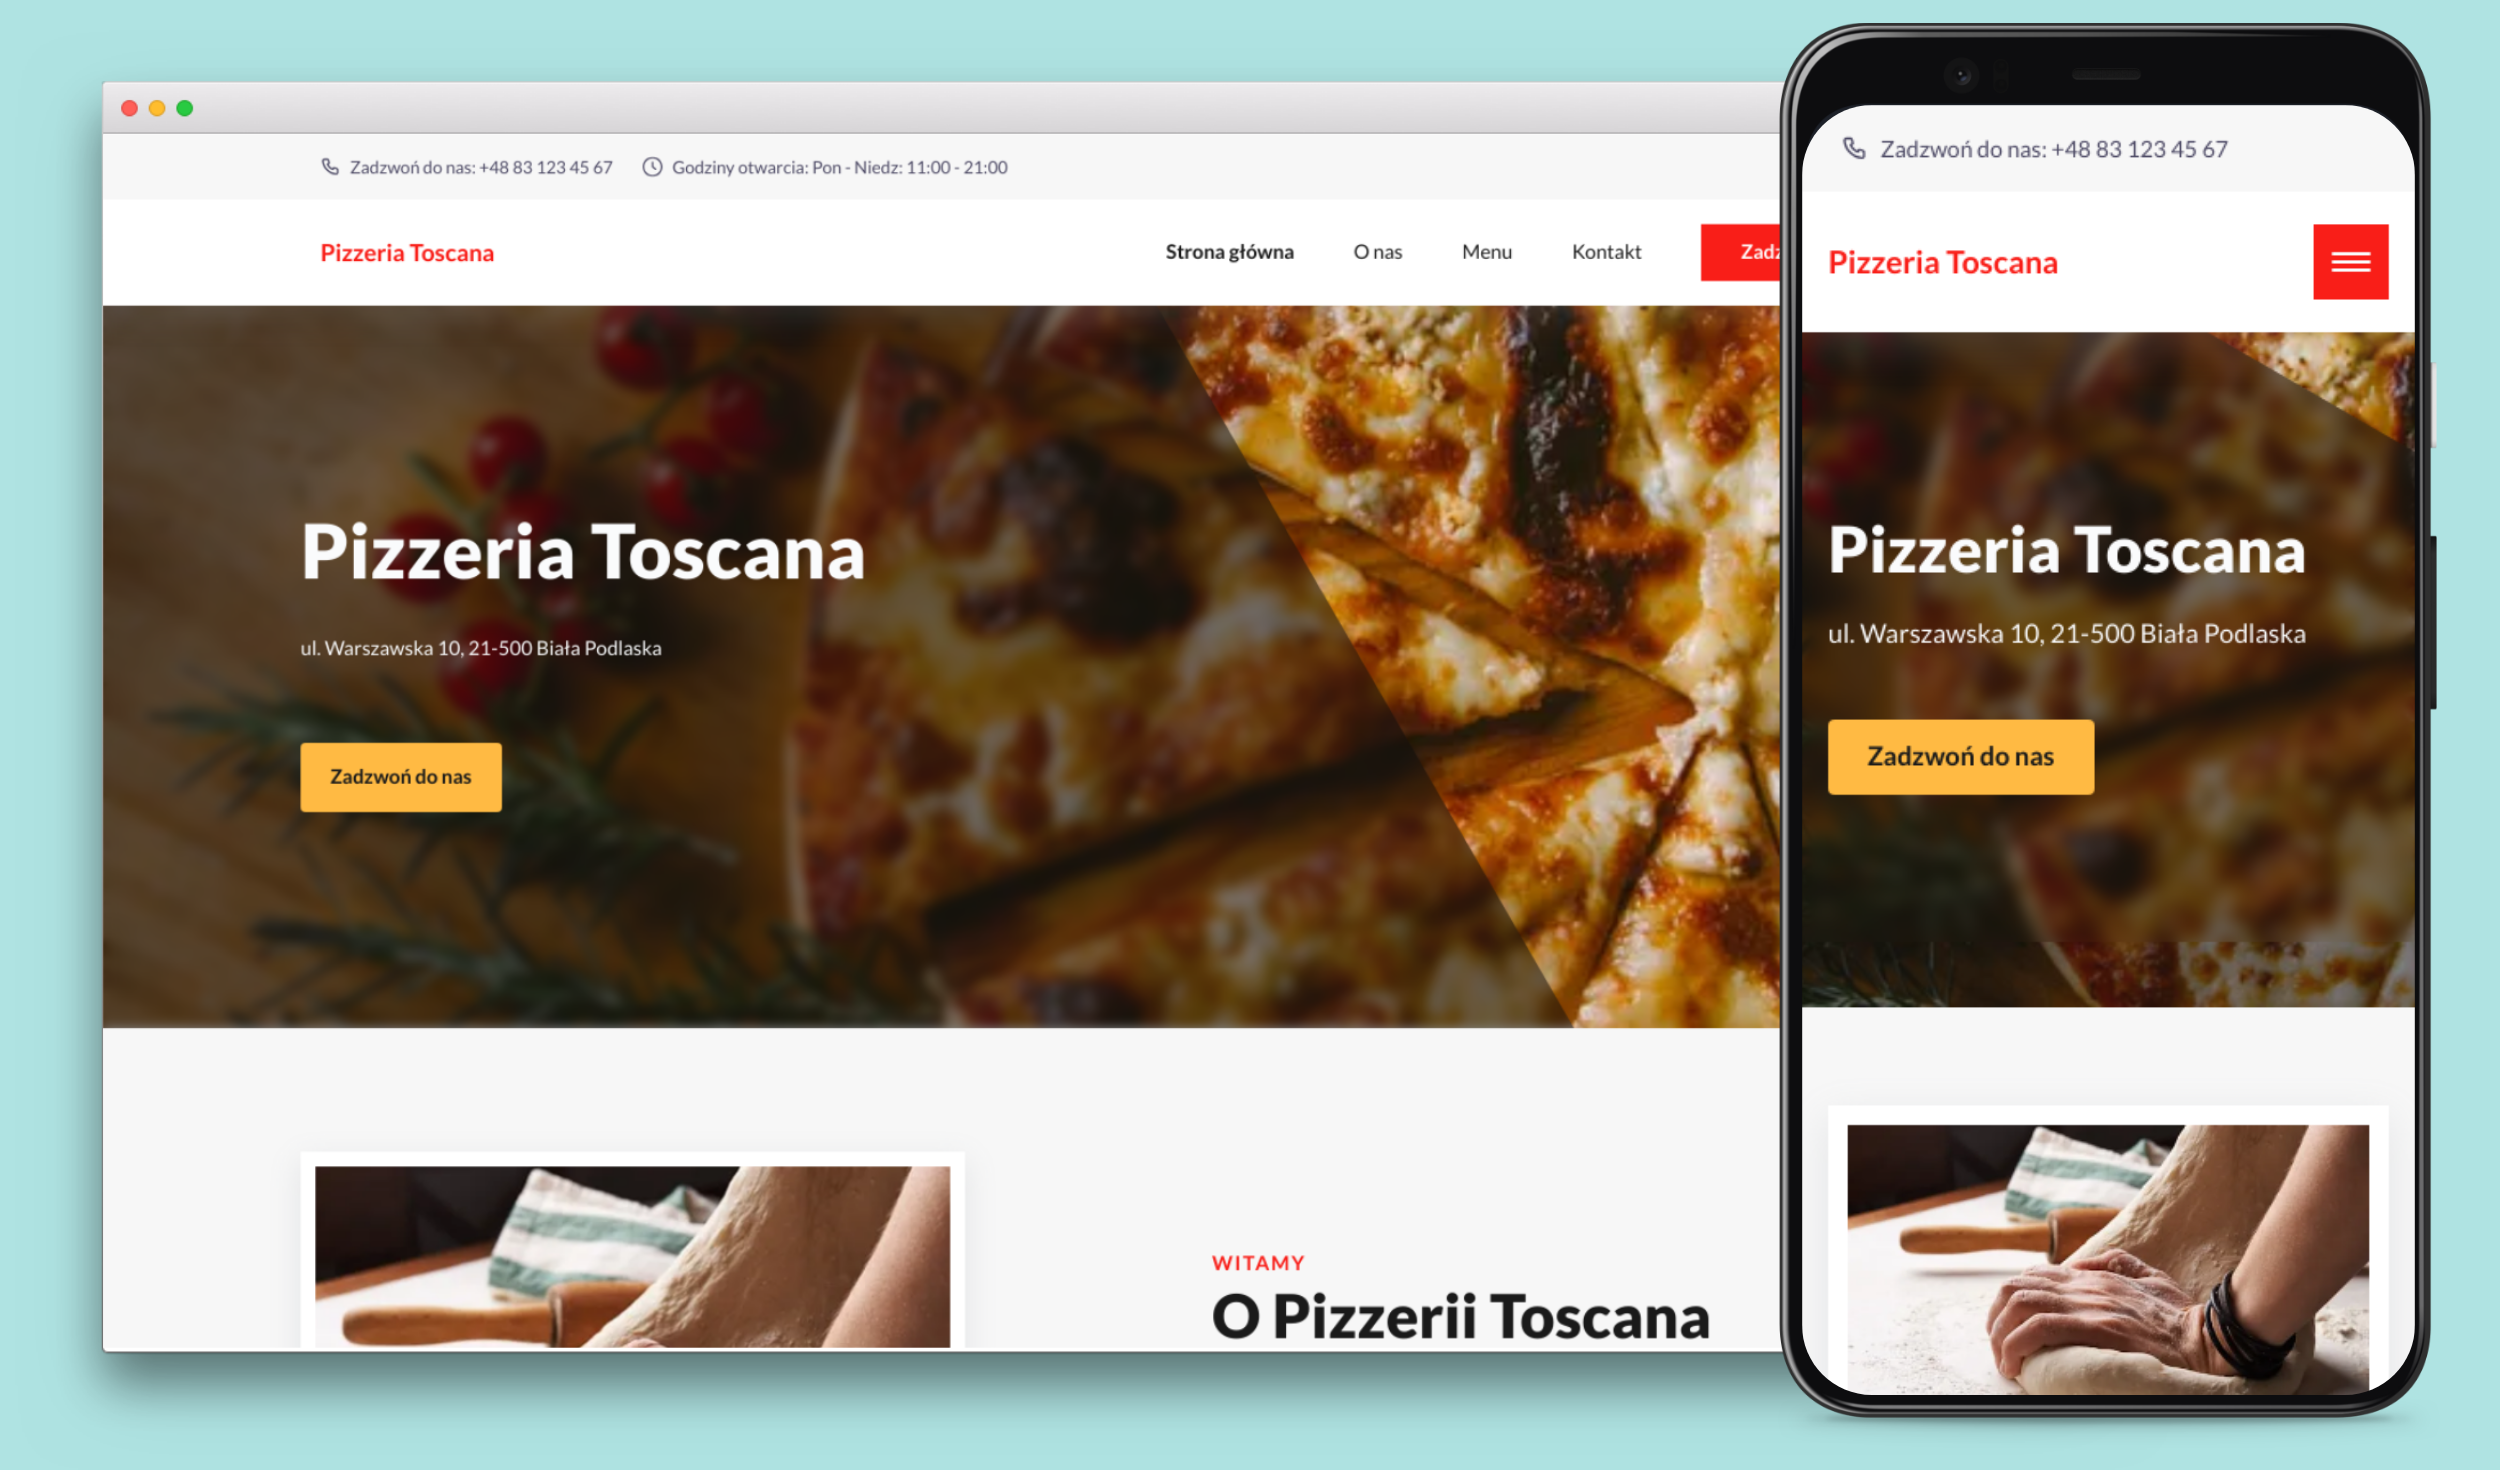 Zadzwoń do nas: +48 83 123 45 67 Godziny otwarcia: Pon - Niedz: 11:00 - 21:00
Pizzeria Toscana Strona główna O nas Menu Kontakt
Pizzeria Toscana
ul. Warszawska 10, 21-500 Biała Podlaska
Zadzwoń do nas
WITAMY
O Pizzerii Toscana
Zadzwoń do nas: +48 83 123 45 67
Pizzeria Toscana
Pizzeria Toscana
ul. Warszawska 10, 21-500 Biała Podlaska
Zadzwoń do nas